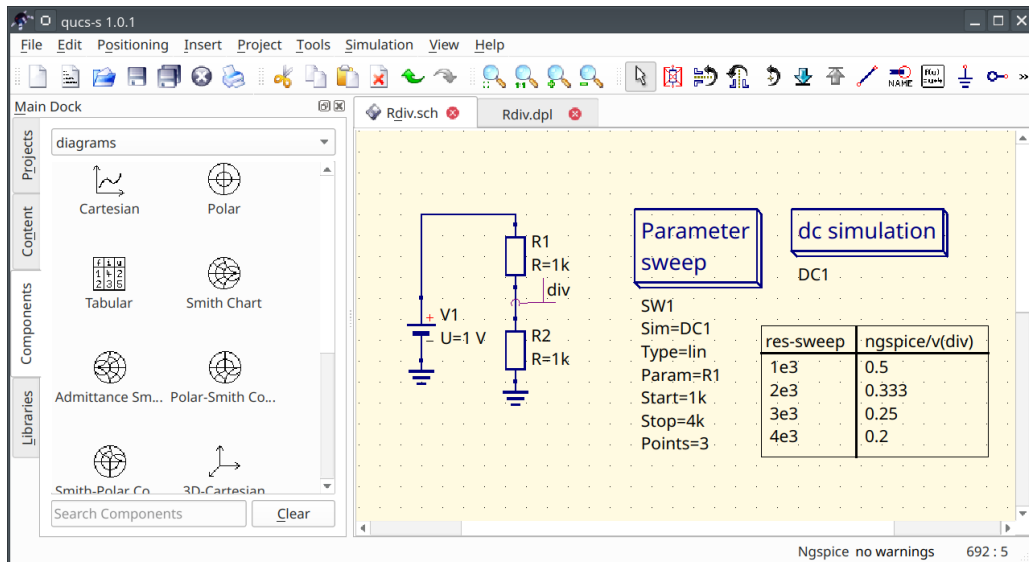 qucs-s 1.0.1
File Edit Positioning Insert Project Tools Simulation View Help
NAME
f(u)
Main Dock
Rdiv.sch
Rdiv.dpl
Projects
Content
Components
Libraries
diagrams
Cartesian
Polar
Tabular
Smith Chart
Admittance Sm...
Polar-Smith Co...
Smith-Polar Co
3D-Cartesian
Search Components
Clear
R1
R=1k
div
V1
U=1 V
R2
R=1k
Parameter
sweep
SW1
Sim=DC1
Type=lin
Param=R1
Start=1k
Stop=4k
Points=3
dc simulation
DC1
res-sweep ngspice/v(div)
1e3 0.5
2e3 0.333
3e3 0.25
4e3 0.2
Ngspice no warnings 692 : 5